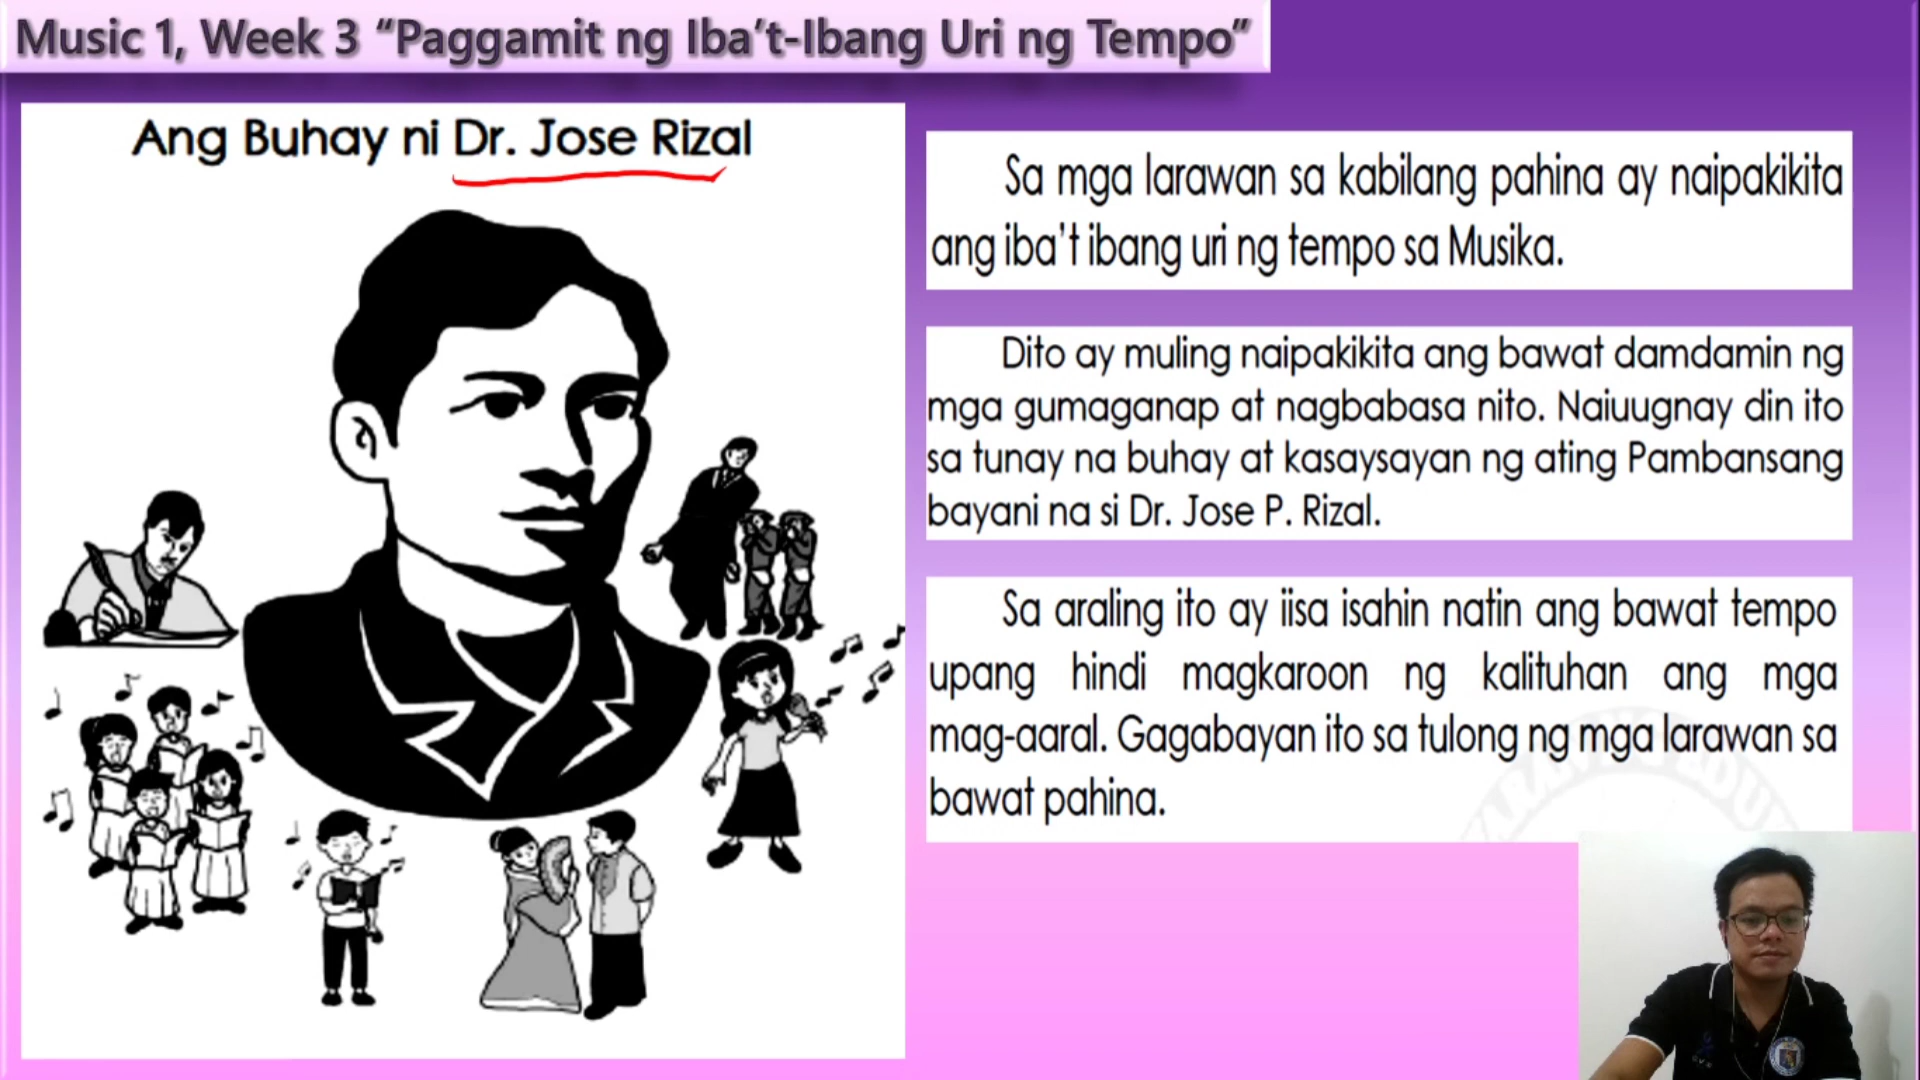 Music 1, Week 3 “Paggamit ng Iba’t-Ibang Uri ng Tempo”
Ang Buhay ni Dr. Jose Rizal
Sa mga larawan sa kabilang pahina ay naipakikita
ang iba’t ibang uri ng tempo sa Musika.
Dito ay muling naipakikita ang bawat damdamin ng
mga gumaganap at nagbabasa nito. Naiuugnay din ito
sa tunay na buhay at kasaysayan ng ating Pambansang
bayani na si Dr. Jose P. Rizal.
Sa araling ito ay iisa isahin natin ang bawat tempo
upang hindi magkaroon ng kalituhan ang mga
mag-aaral. Gagabayan ito sa tulong ng mga larawan sa
bawat pahina.